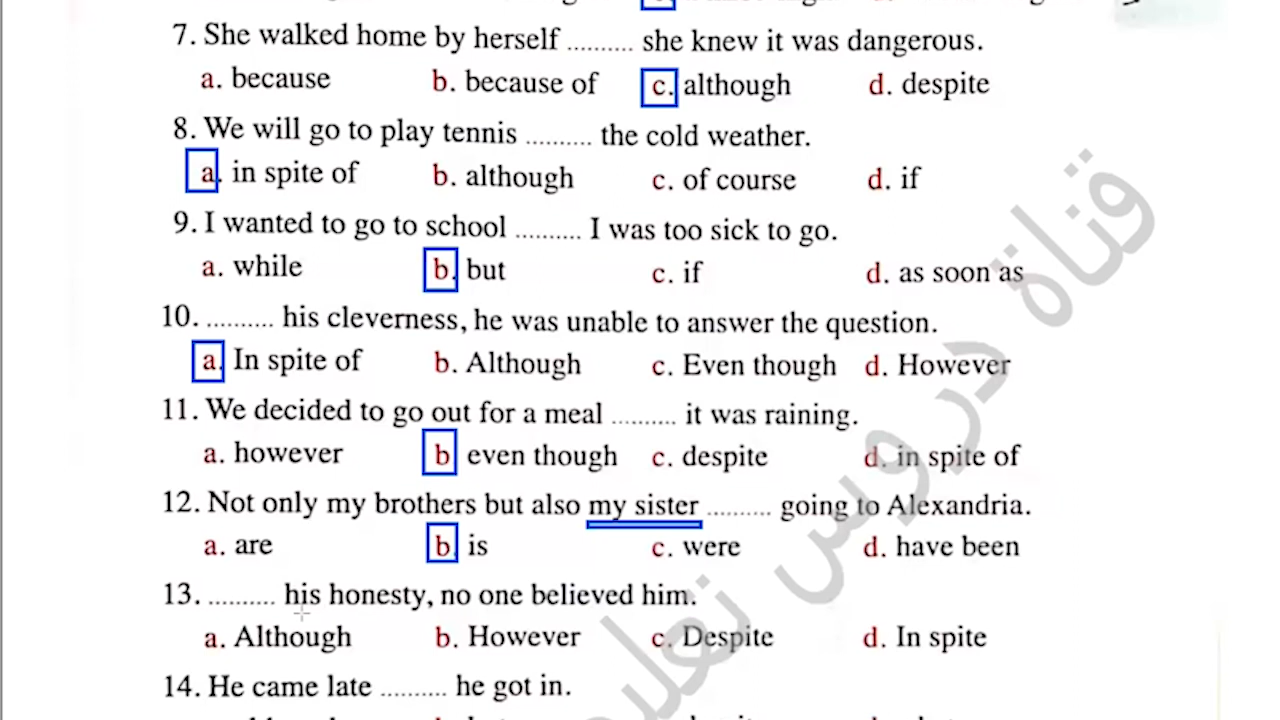 7. She walked home by herself .......... she knew it was dangerous.
a. because b. because of c. although d. despite
8. We will go to play tennis .......... the cold weather.
a. in spite of b. although c. of course d. if
9. I wanted to go to school .......... I was too sick to go.
a. while b. but c. if d. as soon as
10. .......... his cleverness, he was unable to answer the question.
a. In spite of b. Although c. Even though d. However
11. We decided to go out for a meal .......... it was raining.
a. however b even though c. despite d. in spite of
12. Not only my brothers but also my sister .......... going to Alexandria.
a. are b. is c. were d. have been
13. .......... his honesty, no one believed him.
a. Although b. However c. Despite d. In spite
14. He came late .......... he got in.
قناة دروس